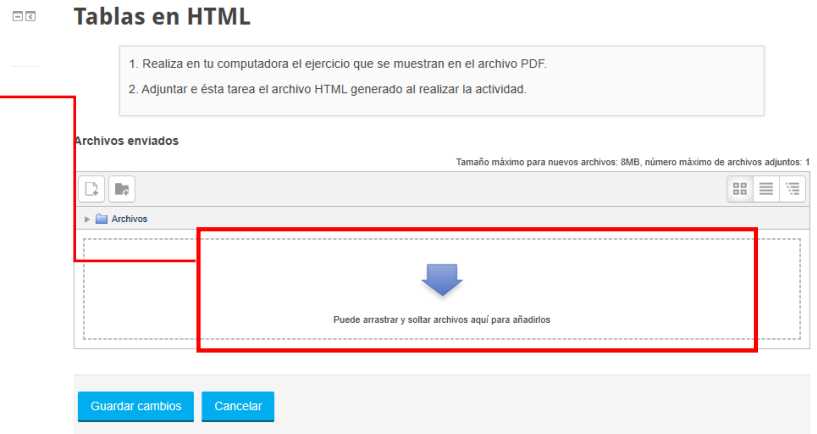 Tablas en HTML
1. Realiza en tu computadora el ejercicio que se muestran en el archivo PDF.
2. Adjuntar e ésta tarea el archivo HTML generado al realizar la actividad.
Archivos enviados
Tamaño máximo para nuevos archivos: 8MB, número máximo de archivos adjuntos: 1
Archivos
Puede arrastrar y soltar archivos aquí para añadirlos
Guardar cambios
Cancelar